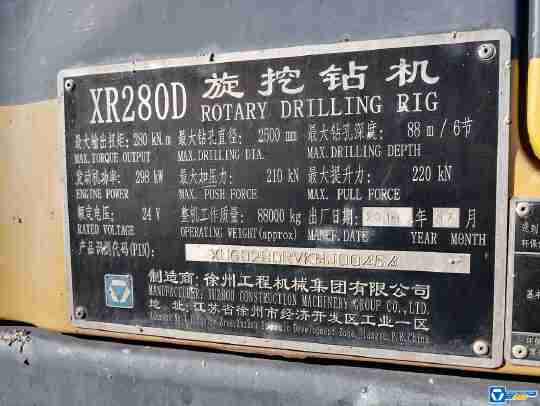 XR280D 旋挖钻机
ROTARY DRILLING RIG
最大输出扭矩: 280 kN.m 最大钻孔直径: 2500 mm 最大钻孔深度: 88 m / 6节
MAX.TORQUE OUTPUT MAX.DRILLING DIA. MAX.DRILLING DEPTH
发动机功率: 298 kW 最大加压力: 210 kN 最大提升力: 220 kN
ENGINE POWER MAX. PUSH FORCE MAX. PULL FORCE
额定电压: 24 V 整机工作质量: 88000 kg 出厂日期: 年 月
RATED VOLTAGE OPERATING WEIGHT(approx) MANUF.DATE YEAR MONTH
产品识别代码(PIN):
制造商: 徐州工程机械集团有限公司
MANUFACTURER: XUZHOU CONSTRUCTION MACHINERY GROUP CO., LTD.
地 址: 江苏省徐州市经济开发区工业一区